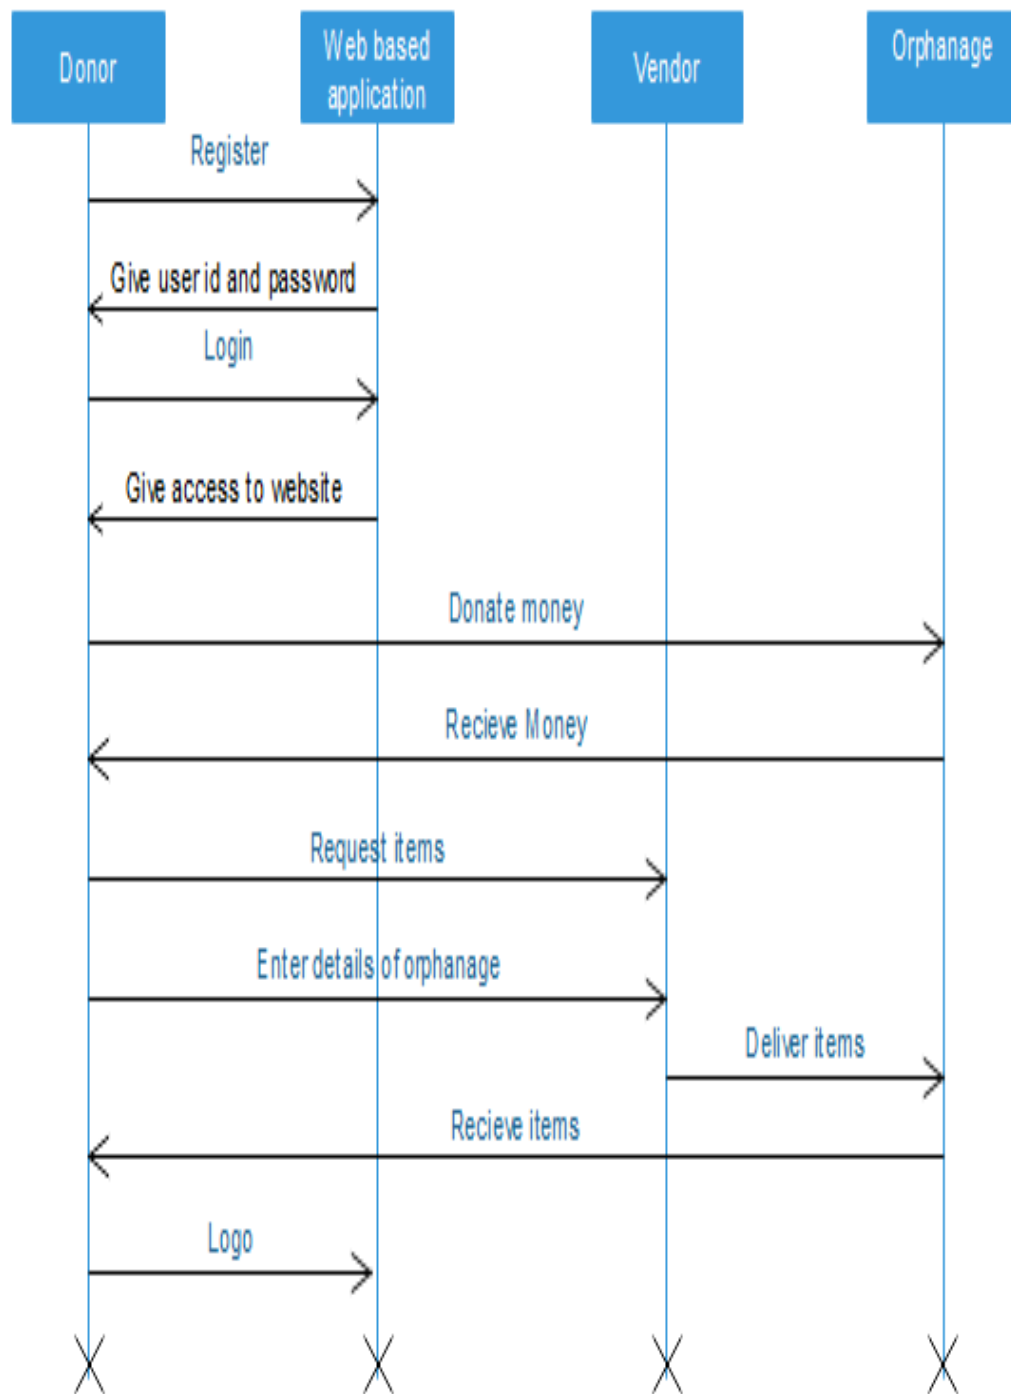 Donor
Web based
application
Vendor
Orphanage
Register
Give user id and password
Login
Give access to website
Donate money
Recieve Money
Request items
Enter details of orphanage
Deliver items
Recieve items
Logo